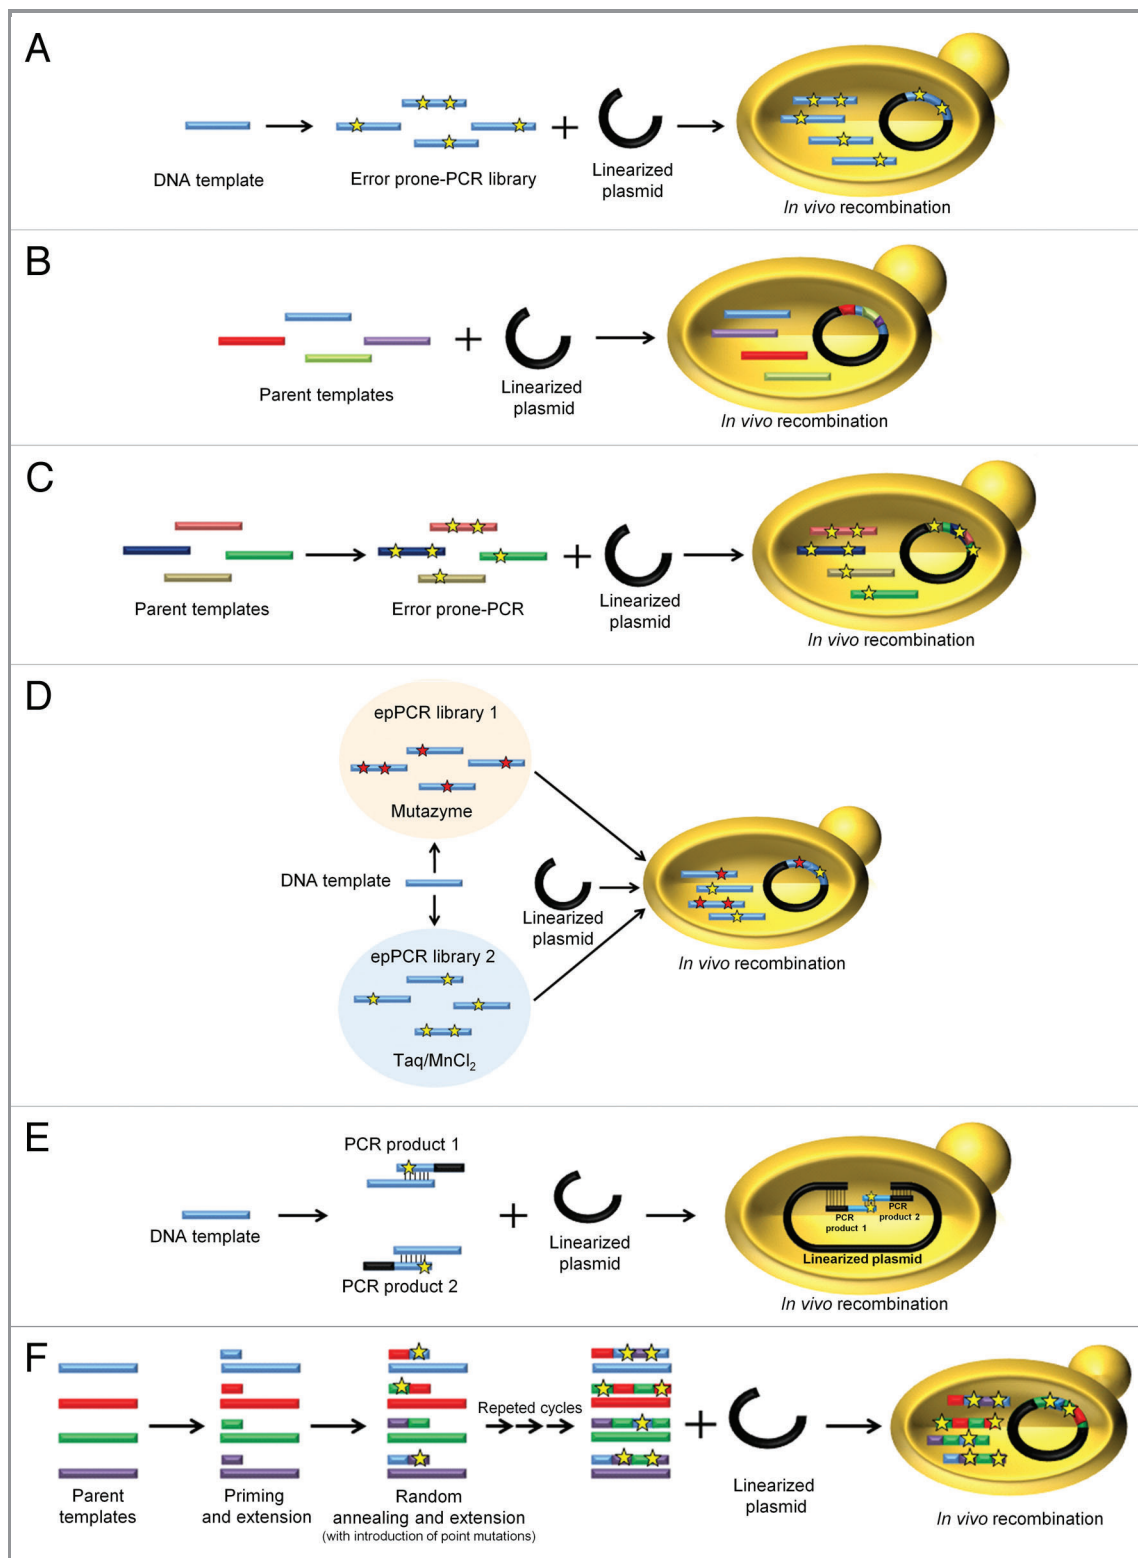 A
DNA template
Error prone-PCR library
Linearized
plasmid
In vivo recombination
B
Parent templates
Linearized
plasmid
In vivo recombination
C
Parent templates
Error prone-PCR
Linearized
plasmid
In vivo recombination
D
epPCR library 1
Mutazyme
DNA template
Linearized
plasmid
In vivo recombination
epPCR library 2
Taq/MnCl₂
E
DNA template
PCR product 1
PCR product 2
Linearized
plasmid
PCR
product 1
PCR
product 2
Linearized plasmid
In vivo recombination
F
Parent
templates
Priming
and extension
Random
annealing and extension
(with introduction of point mutations)
Repeted cycles
Linearized
plasmid
In vivo recombination